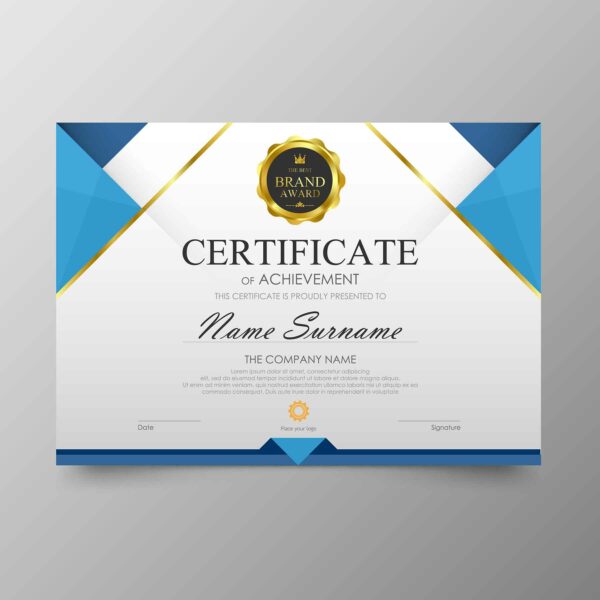 THE BEST
BRAND
AWARD
CERTIFICATE
OF ACHIEVEMENT
THIS CERTIFICATE IS PROUDLY PRESENTED TO
Name Surname
THE COMPANY NAME
Lorem ipsum dolor sit amet, consectetur adipiscing
elit, sed do eiusmod tempor incididunt ut labore et dolore magna aliqua.
Ut enim ad minim veniam, quis nostrud exercitation ullamco laboris nisi ut aliquip
ex ea commodo consequat. Duis aute irure dolor in reprehenderit in voluptate
Date
Place your logo
Signature